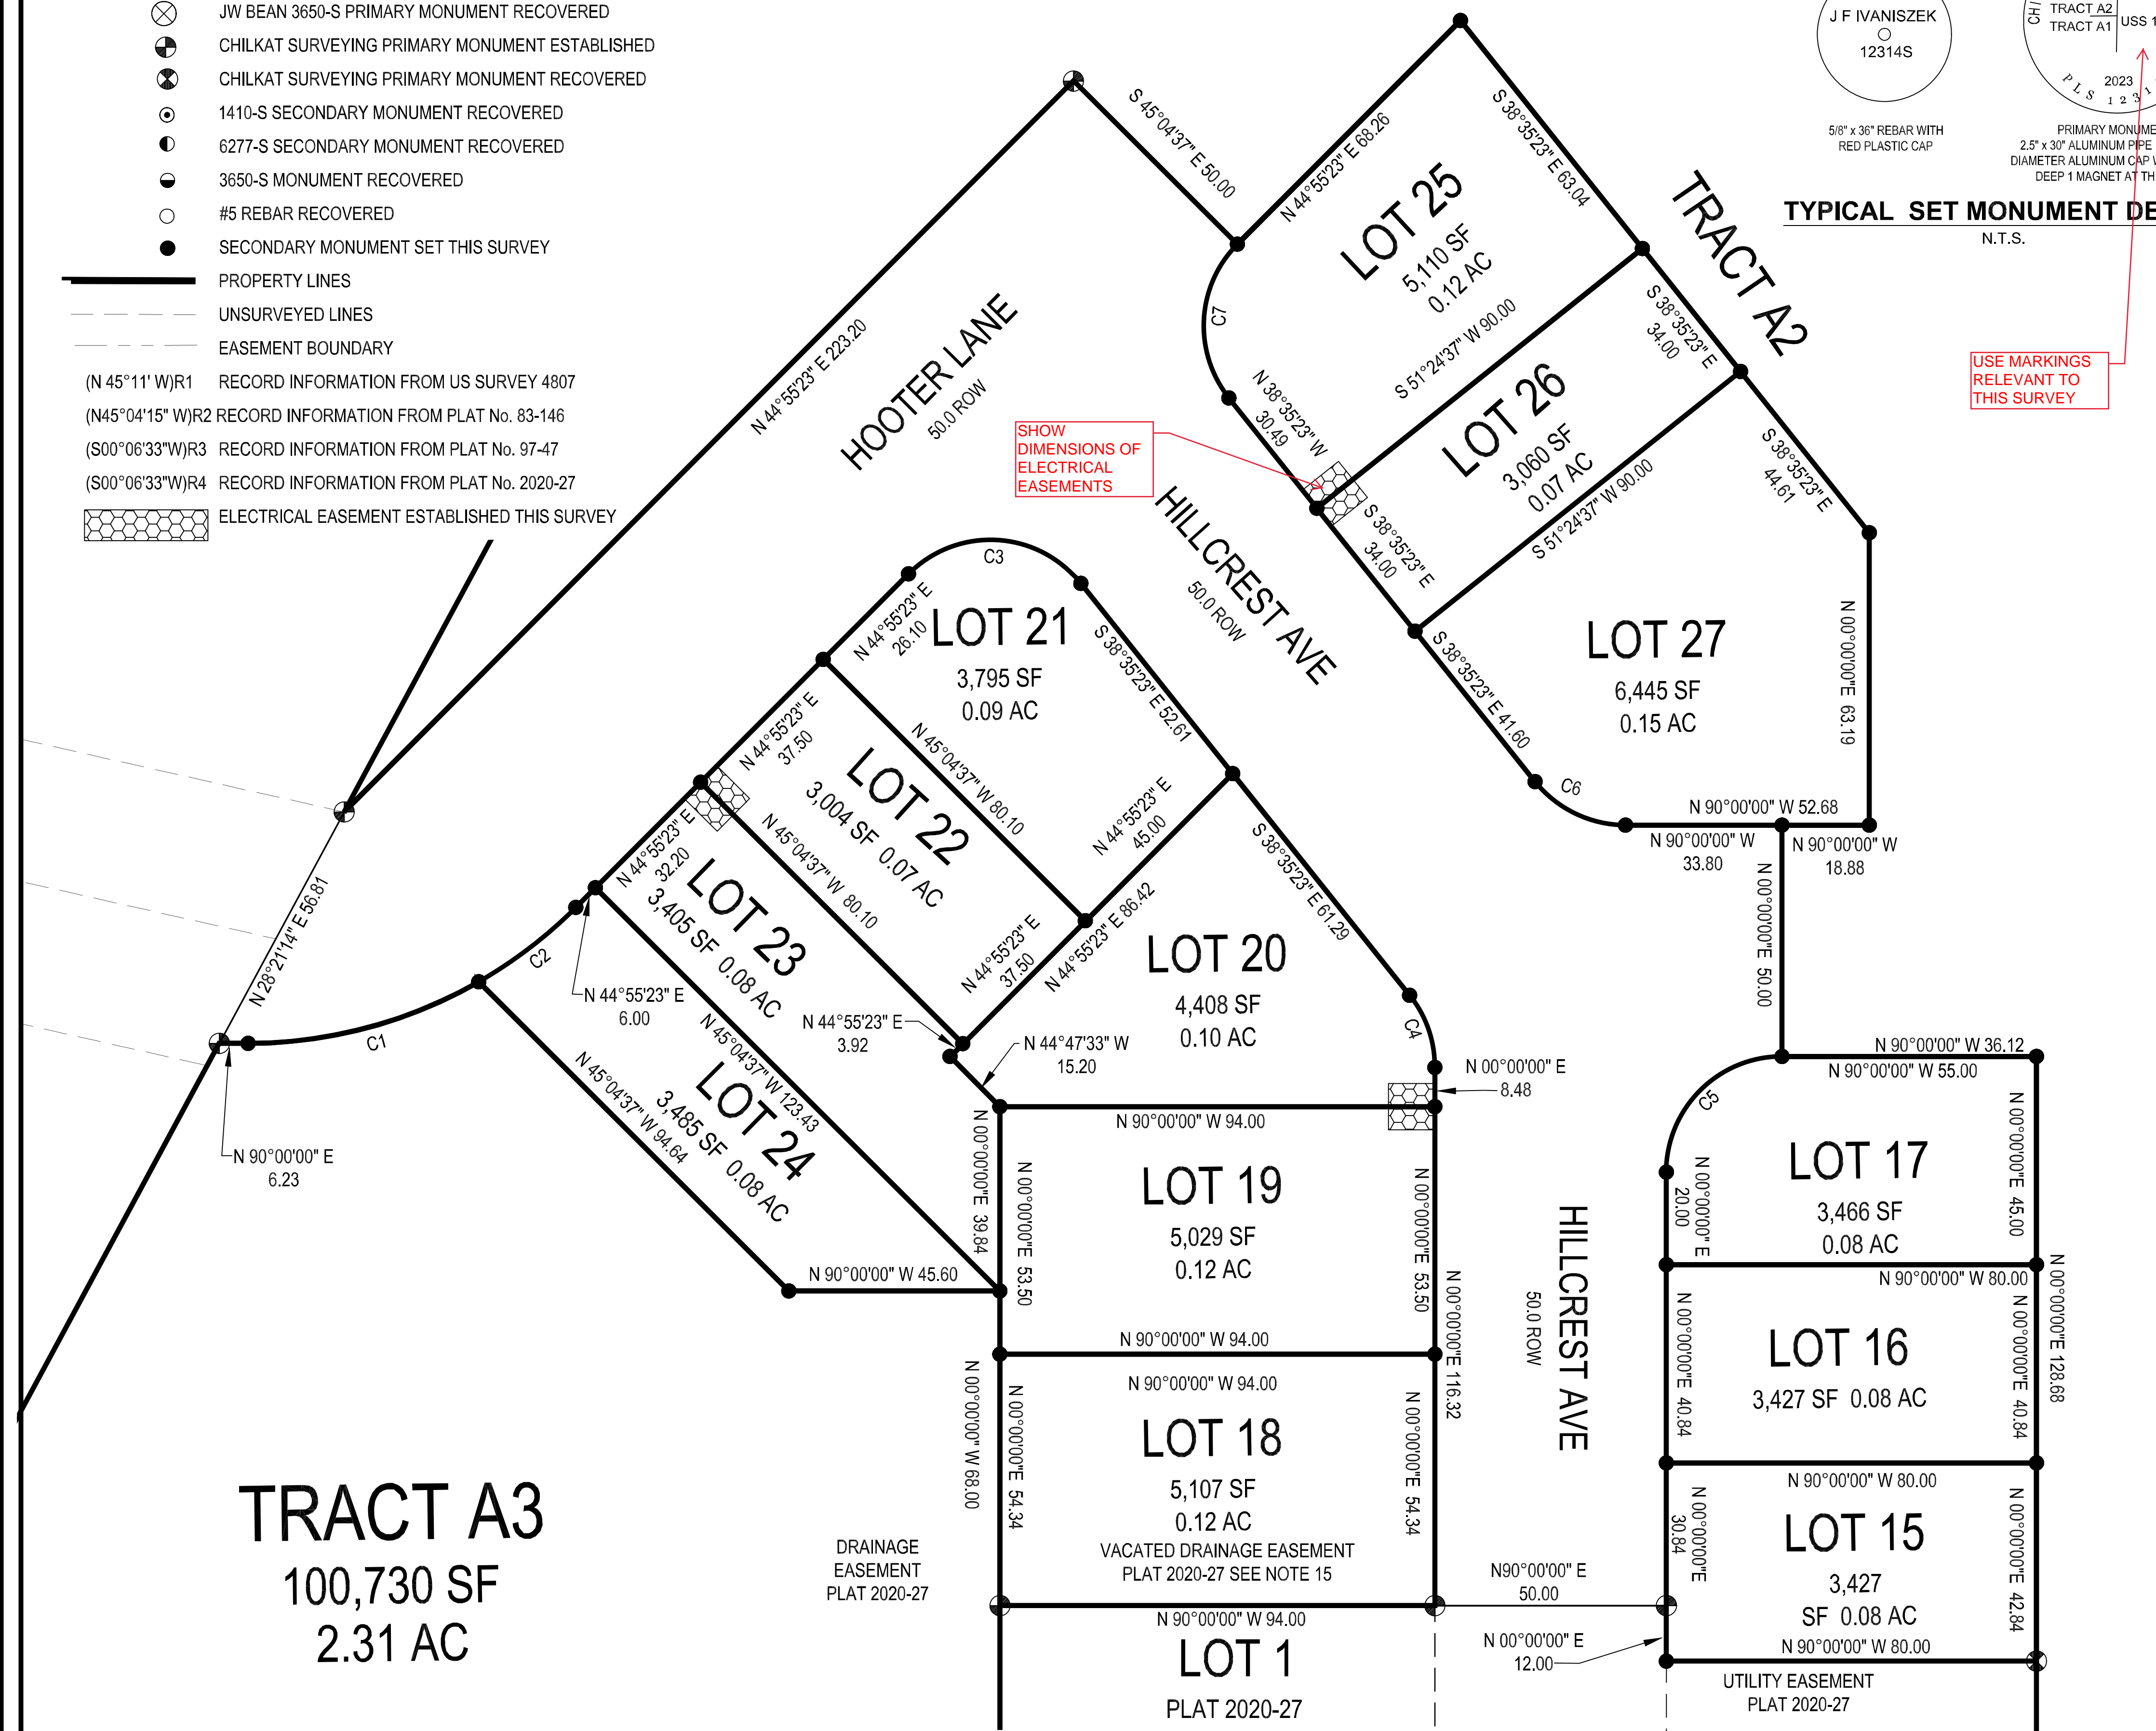 JW BEAN 3650-S PRIMARY MONUMENT RECOVERED
CHILKAT SURVEYING PRIMARY MONUMENT ESTABLISHED
CHILKAT SURVEYING PRIMARY MONUMENT RECOVERED
1410-S SECONDARY MONUMENT RECOVERED
6277-S SECONDARY MONUMENT RECOVERED
3650-S MONUMENT RECOVERED
#5 REBAR RECOVERED
SECONDARY MONUMENT SET THIS SURVEY
PROPERTY LINES
UNSURVEYED LINES
EASEMENT BOUNDARY
(N 45°11' W)R1 RECORD INFORMATION FROM US SURVEY 4807
(N45°04'15" W)R2 RECORD INFORMATION FROM PLAT No. 83-146
(S00°06'33"W)R3 RECORD INFORMATION FROM PLAT No. 97-47
(S00°06'33"W)R4 RECORD INFORMATION FROM PLAT No. 2020-27
ELECTRICAL EASEMENT ESTABLISHED THIS SURVEY
J F IVANISZEK
12314S
5/8" x 36" REBAR WITH
RED PLASTIC CAP
TRACT A2
TRACT A1
USS 1
2023
PLS 1231
PRIMARY MONUME
2.5" x 30" ALUMINUM PIPE
DIAMETER ALUMINUM CAP W
DEEP 1 MAGNET AT TH
TYPICAL SET MONUMENT DE
N.T.S.
USE MARKINGS
RELEVANT TO
THIS SURVEY
SHOW
DIMENSIONS OF
ELECTRICAL
EASEMENTS
S 45°04'37" E 50.00
N 44°55'23" E 68.26
S 38°35'23" E 63.04
TRACT A2
LOT 25
5,110 SF
0.12 AC
C7
N 44°55'23" E 223.20
HOOTER LANE
50.0 ROW
S 51°24'37" W 90.00
N 38°35'23" W
30.49
S 38°35'23" E
34.00
LOT 26
3,060 SF
0.07 AC
S 38°35'23" E
34.00
S 51°24'37" W 90.00
S 38°35'23" E
44.61
HILLCREST AVE
50.0 ROW
LOT 27
6,445 SF
0.15 AC
S 38°35'23" E 41.60
N 00°00'00"E 63.19
C6
N 90°00'00" W 52.68
N 90°00'00" W
33.80
N 90°00'00" W
18.88
N 00°00'00"E 50.00
C3
LOT 21
3,795 SF
0.09 AC
N 44°55'23" E
26.10
S 38°35'23" E 52.61
N 45°04'37" W 80.10
N 44°55'23" E
45.00
N 44°55'23" E
37.50
LOT 22
3,004 SF 0.07 AC
N 45°04'37" W 80.10
N 44°55'23" E
37.50
N 44°55'23" E 86.42
N 44°55'23" E
32.20
LOT 23
3,405 SF 0.08 AC
N 45°04'37" W 123.43
N 44°55'23" E
3.92
N 44°47'33" W
15.20
LOT 20
4,408 SF
0.10 AC
S 38°35'23" E 61.29
C4
N 00°00'00" E
8.48
N 28°21'14" E 56.81
C1
C2
N 44°55'23" E
6.00
N 90°00'00" E
6.23
LOT 24
3,485 SF 0.08 AC
N 45°04'37" W 94.64
N 90°00'00" W 45.60
N 00°00'00"E 39.84
N 90°00'00" W 94.00
N 00°00'00"E 53.50
LOT 19
5,029 SF
0.12 AC
N 00°00'00"E 53.50
N 90°00'00" W 94.00
N 00°00'00"E 116.32
N 90°00'00" W 94.00
N 00°00'00" W 68.00
N 00°00'00"E 54.34
LOT 18
5,107 SF
0.12 AC
N 00°00'00"E 54.34
VACATED DRAINAGE EASEMENT
PLAT 2020-27 SEE NOTE 15
DRAINAGE
EASEMENT
PLAT 2020-27
N 90°00'00" W 94.00
LOT 1
PLAT 2020-27
HILLCREST AVE
50.0 ROW
N90°00'00" E
50.00
N 00°00'00" E
12.00
N 90°00'00" W 36.12
N 90°00'00" W 55.00
C5
N 00°00'00"E
20.00
LOT 17
3,466 SF
0.08 AC
N 00°00'00"E 45.00
N 90°00'00" W 80.00
N 00°00'00"E 128.68
N 00°00'00"E 40.84
LOT 16
3,427 SF 0.08 AC
N 00°00'00"E 40.84
N 90°00'00" W 80.00
N 00°00'00"E
30.84
LOT 15
3,427
SF 0.08 AC
N 00°00'00"E 42.84
N 90°00'00" W 80.00
UTILITY EASEMENT
PLAT 2020-27
TRACT A3
100,730 SF
2.31 AC